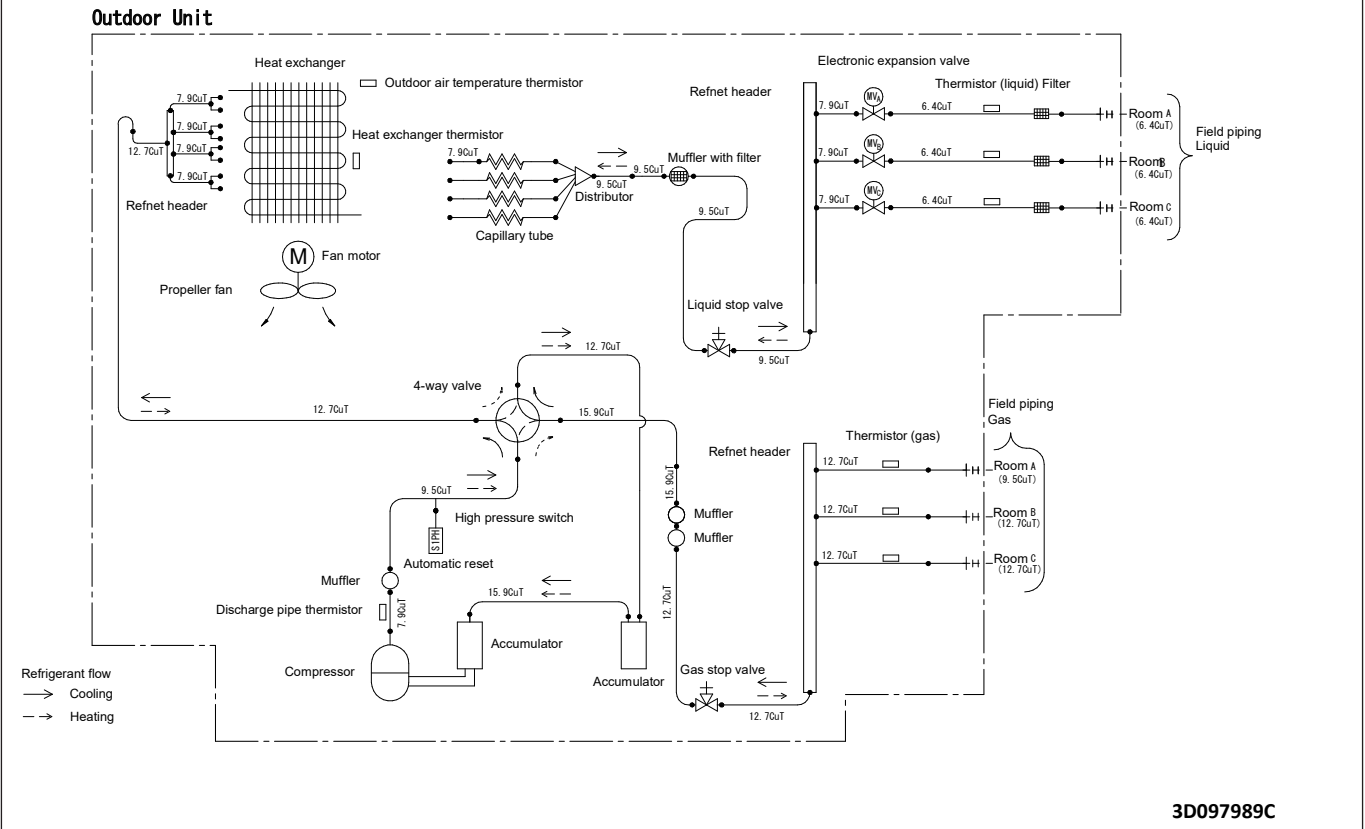 Outdoor Unit
Heat exchanger
Outdoor air temperature thermistor
7.9CuT
7.9CuT
7.9CuT
7.9CuT
12.7CuT
Refnet header
Heat exchanger thermistor
7.9CuT
Capillary tube
Distributor
9.5CuT
9.5CuT
Muffler with filter
9.5CuT
M
Fan motor
Propeller fan
Electronic expansion valve
Refnet header
Thermistor (liquid) Filter
7.9CuT
MVA
6.4CuT
Room A
(6.4CuT)
7.9CuT
MVB
6.4CuT
Room B
(6.4CuT)
7.9CuT
MVC
6.4CuT
Room C
(6.4CuT)
Field piping
Liquid
Liquid stop valve
9.5CuT
12.7CuT
4-way valve
12.7CuT
15.9CuT
9.5CuT
High pressure switch
S1PH
Automatic reset
Muffler
Discharge pipe thermistor
7.9CuT
Compressor
15.9CuT
Accumulator
Accumulator
15.9CuT
Muffler
Muffler
12.7CuT
Gas stop valve
12.7CuT
Refnet header
Thermistor (gas)
Field piping
Gas
12.7CuT
Room A
(9.5CuT)
12.7CuT
Room B
(12.7CuT)
12.7CuT
Room C
(12.7CuT)
Refrigerant flow
Cooling
Heating
3D097989C